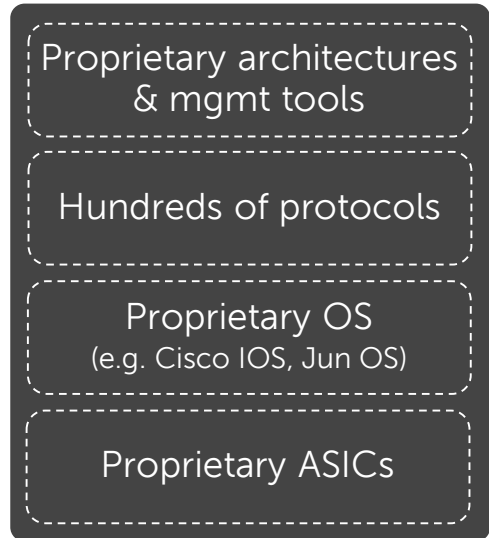 Proprietary architectures
& mgmt tools
Hundreds of protocols
Proprietary OS
(e.g. Cisco IOS, Jun OS)
Proprietary ASICs